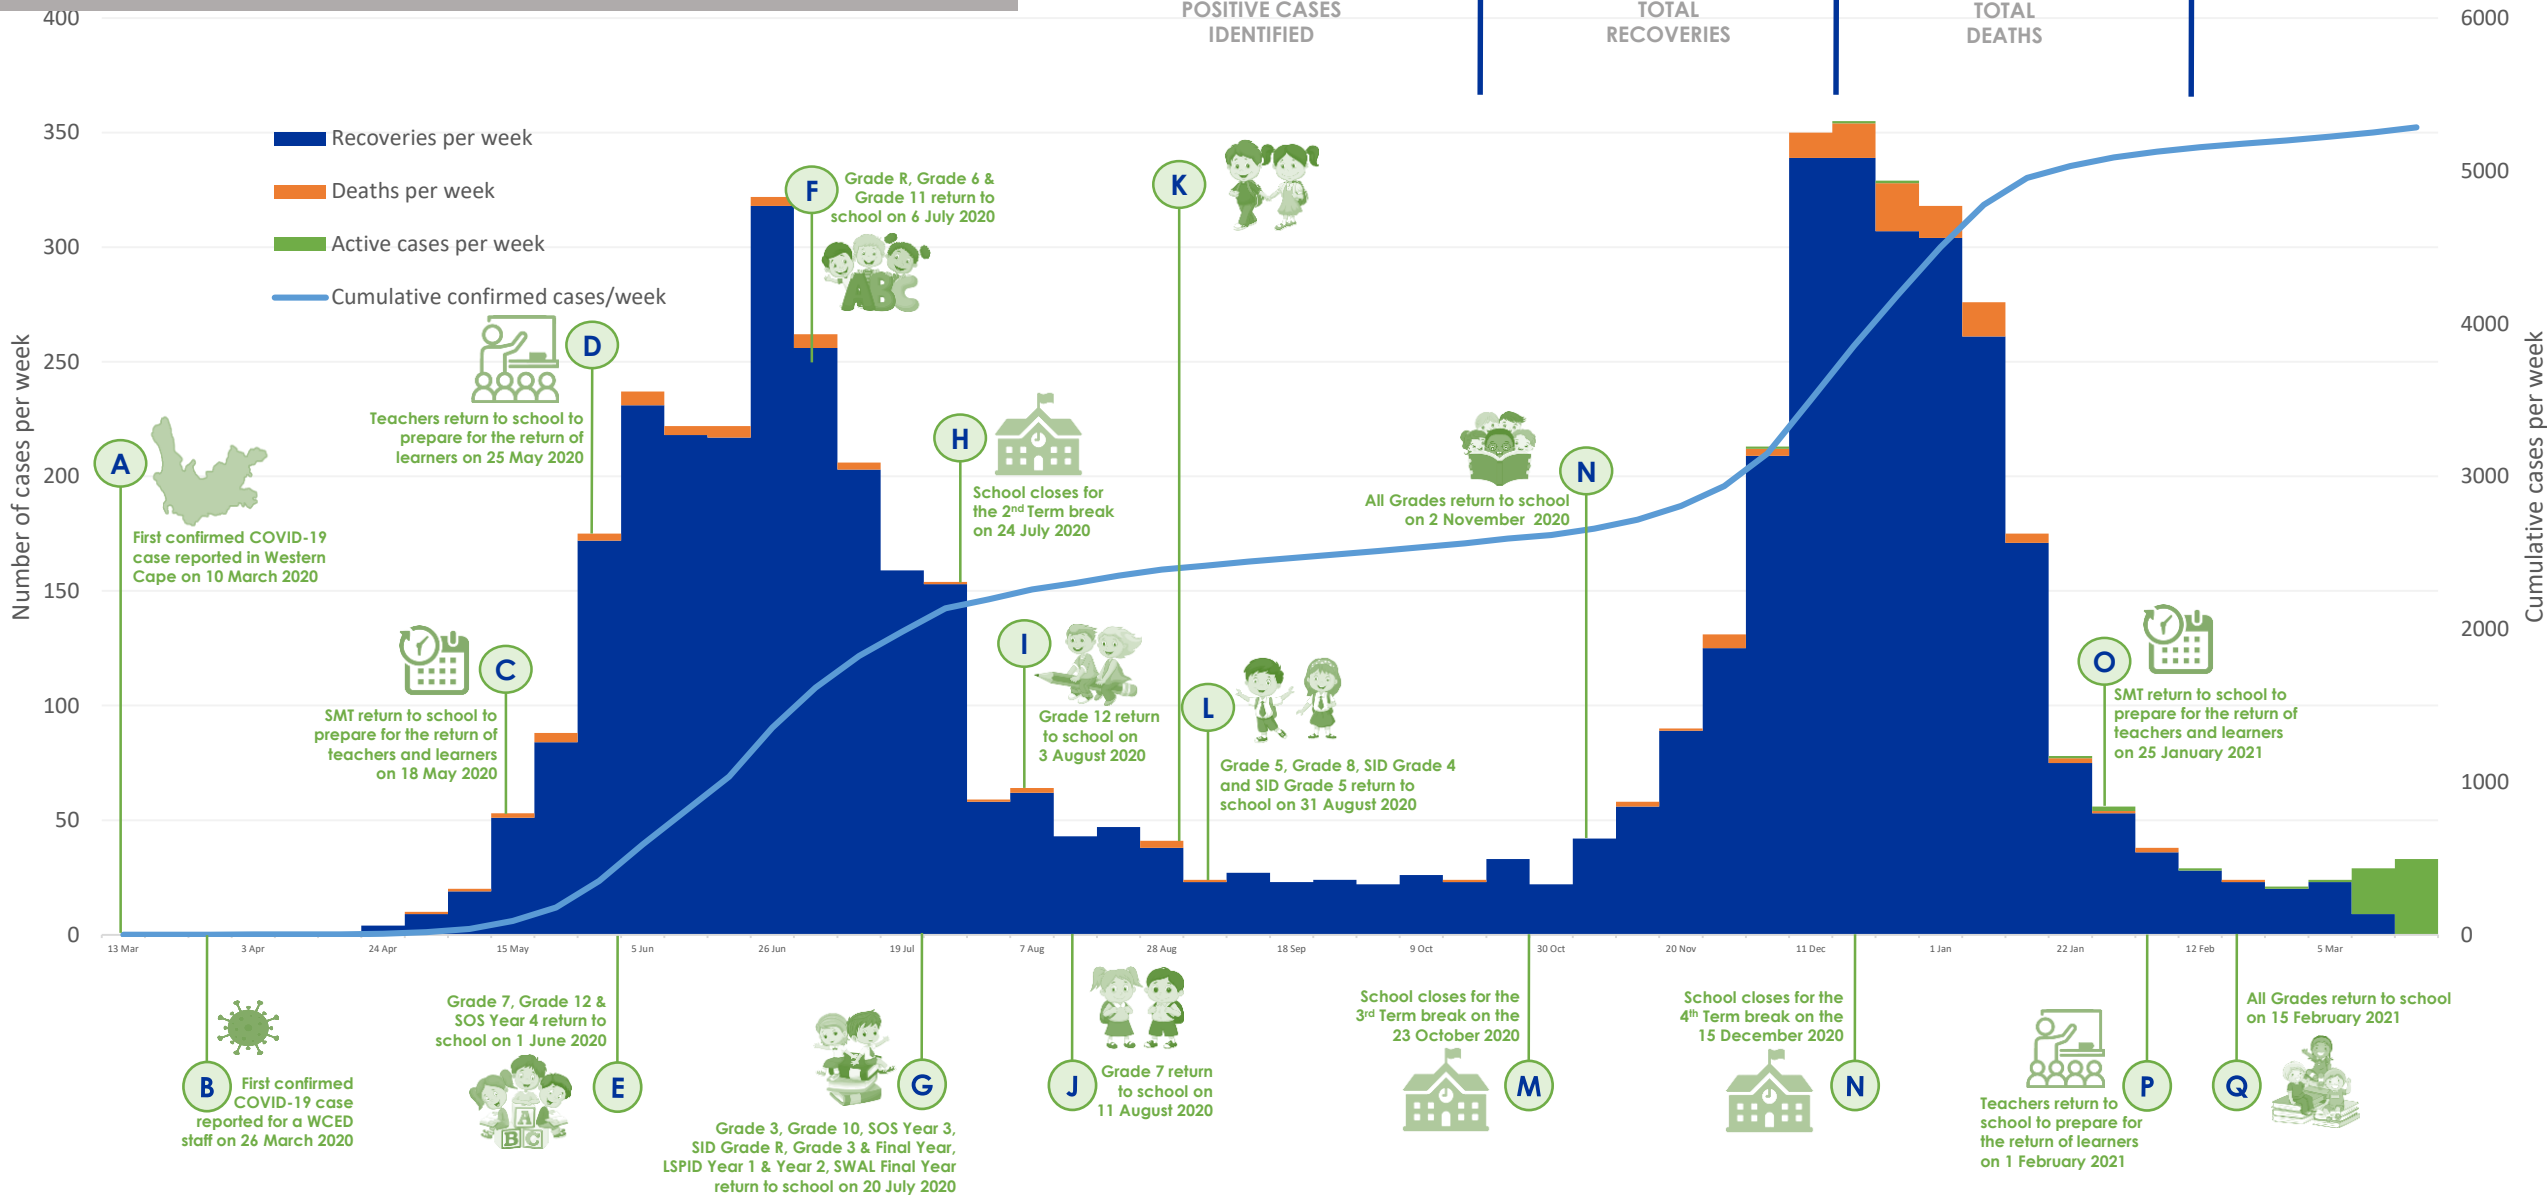 POSITIVE CASES
IDENTIFIED
TOTAL
RECOVERIES
TOTAL
DEATHS
400
350
300
250
200
150
100
50
0
Number of cases per week
6000
5000
4000
3000
2000
1000
0
Cumulative cases per week
Recoveries per week
Deaths per week
Active cases per week
Cumulative confirmed cases/week
A
First confirmed COVID-19
case reported in Western
Cape on 10 March 2020
C
SMT return to school to
prepare for the return of
teachers and learners
on 18 May 2020
D
Teachers return to school to
prepare for the return of
learners on 25 May 2020
F
Grade R, Grade 6 &
Grade 11 return to
school on 6 July 2020
ABC
H
School closes for
the 2nd Term break
on 24 July 2020
I
Grade 12 return
to school on
3 August 2020
K
L
Grade 5, Grade 8, SID Grade 4
and SID Grade 5 return to
school on 31 August 2020
N
All Grades return to school
on 2 November 2020
O
SMT return to school to
prepare for the return of
teachers and learners
on 25 January 2021
13 Mar
3 Apr
24 Apr
15 May
5 Jun
26 Jun
19 Jul
7 Aug
28 Aug
18 Sep
9 Oct
30 Oct
20 Nov
11 Dec
1 Jan
22 Jan
12 Feb
5 Mar
B
First confirmed
COVID-19 case
reported for a WCED
staff on 26 March 2020
Grade 7, Grade 12 &
SOS Year 4 return to
school on 1 June 2020
A
B C
E
G
Grade 3, Grade 10, SOS Year 3,
SID Grade R, Grade 3 & Final Year,
LSPID Year 1 & Year 2, SWAL Final Year
return to school on 20 July 2020
J
Grade 7 return
to school on
11 August 2020
School closes for the
3rd Term break on the
23 October 2020
M
School closes for the
4th Term break on the
15 December 2020
N
Teachers return to
school to prepare for
the return of learners
on 1 February 2021
P
Q
All Grades return to school
on 15 February 2021